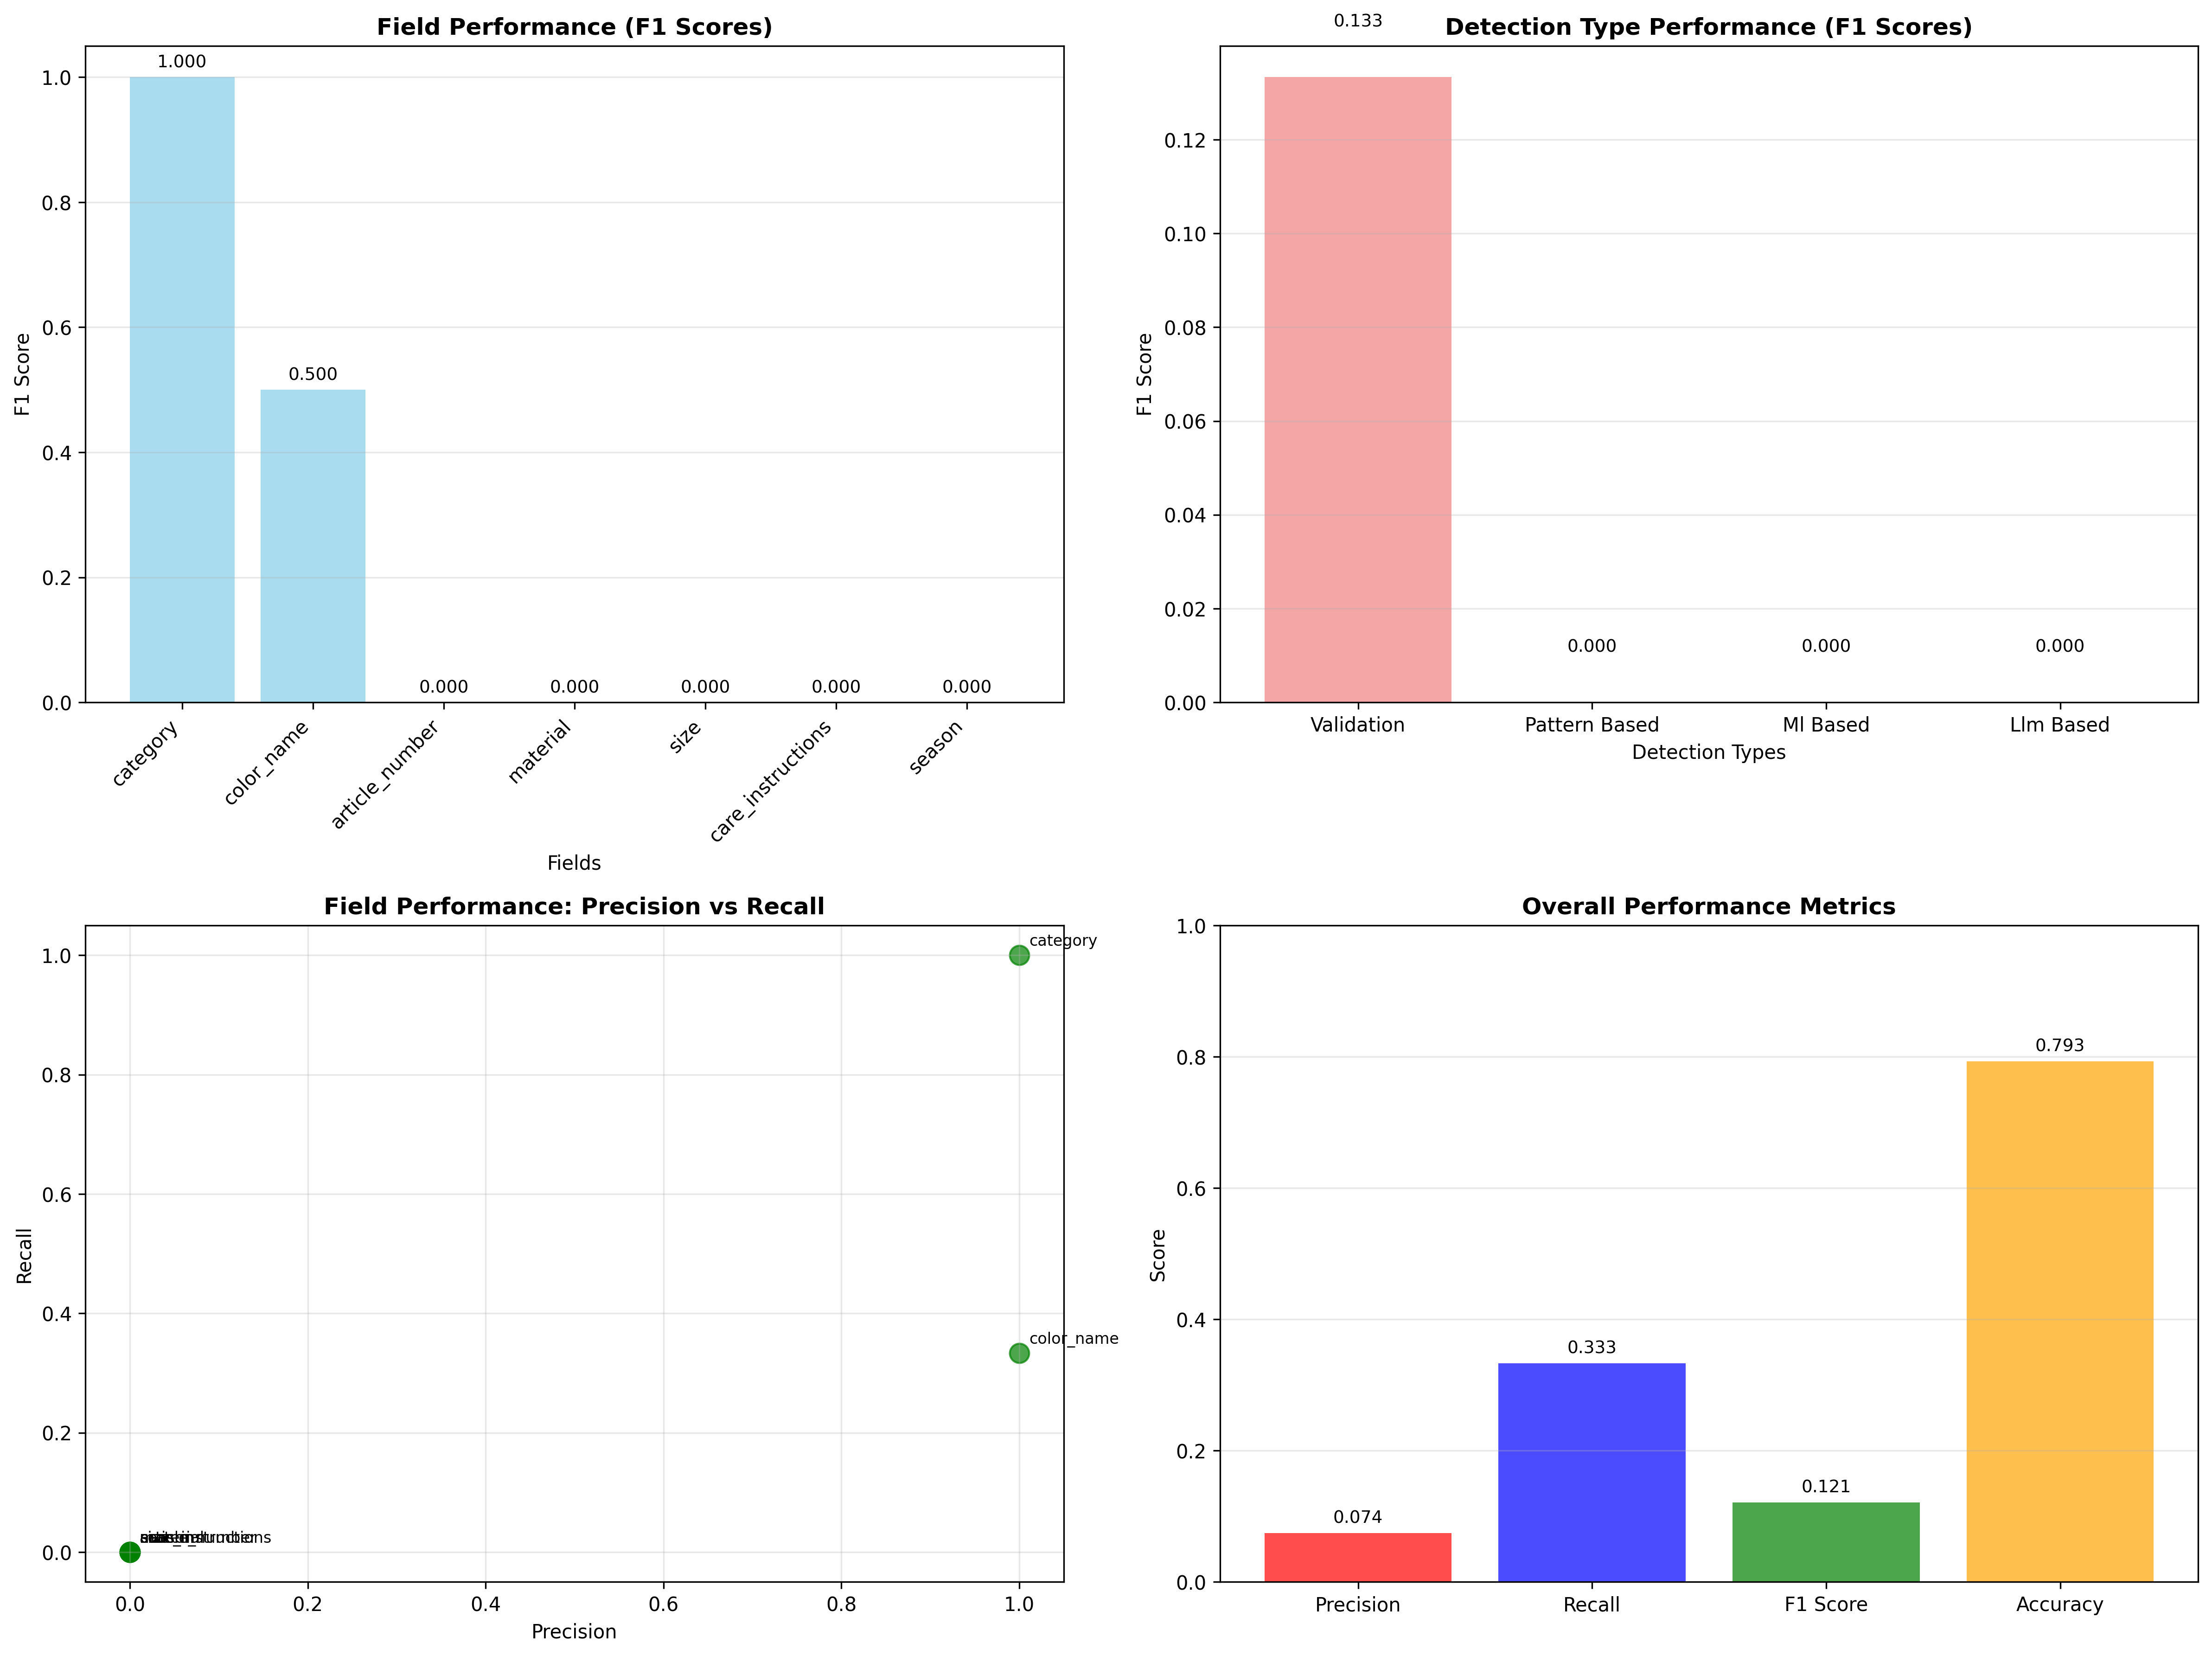 Field Performance (F1 Scores)
F1 Score
1.0
0.8
0.6
0.4
0.2
0.0
1.000
0.500
0.000
0.000
0.000
0.000
0.000
category
color_name
article_number
material
size
care_instructions
season
Fields
0.133
Detection Type Performance (F1 Scores)
F1 Score
0.12
0.10
0.08
0.06
0.04
0.02
0.00
0.000
0.000
0.000
Validation
Pattern Based
Ml Based
Llm Based
Detection Types
Field Performance: Precision vs Recall
Recall
1.0
0.8
0.6
0.4
0.2
0.0
category
color_name
0.0
0.2
0.4
0.6
0.8
1.0
Precision
Overall Performance Metrics
Score
1.0
0.8
0.6
0.4
0.2
0.0
0.074
0.333
0.121
0.793
Precision
Recall
F1 Score
Accuracy